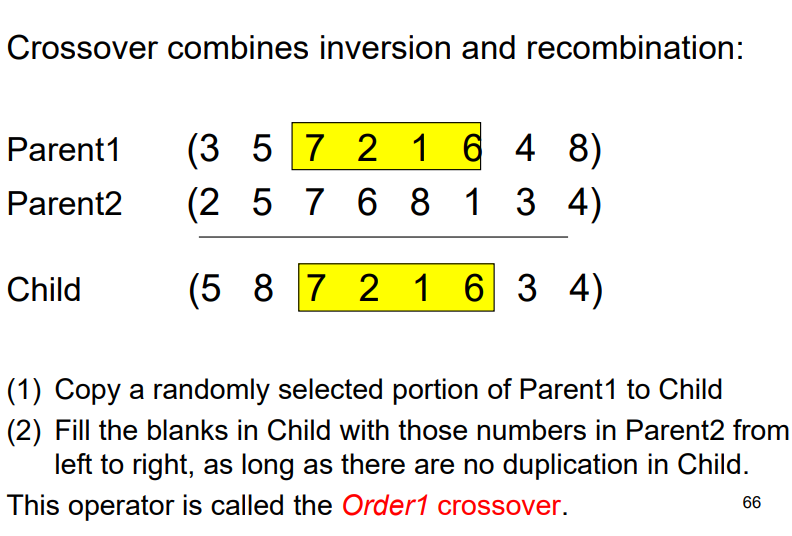 Crossover combines inversion and recombination:
Parent1 (3 5 7 2 1 6 4 8)
Parent2 (2 5 7 6 8 1 3 4)
Child (5 8 7 2 1 6 3 4)
(1) Copy a randomly selected portion of Parent1 to Child
(2) Fill the blanks in Child with those numbers in Parent2 from
left to right, as long as there are no duplication in Child.
This operator is called the Order1 crossover.
66